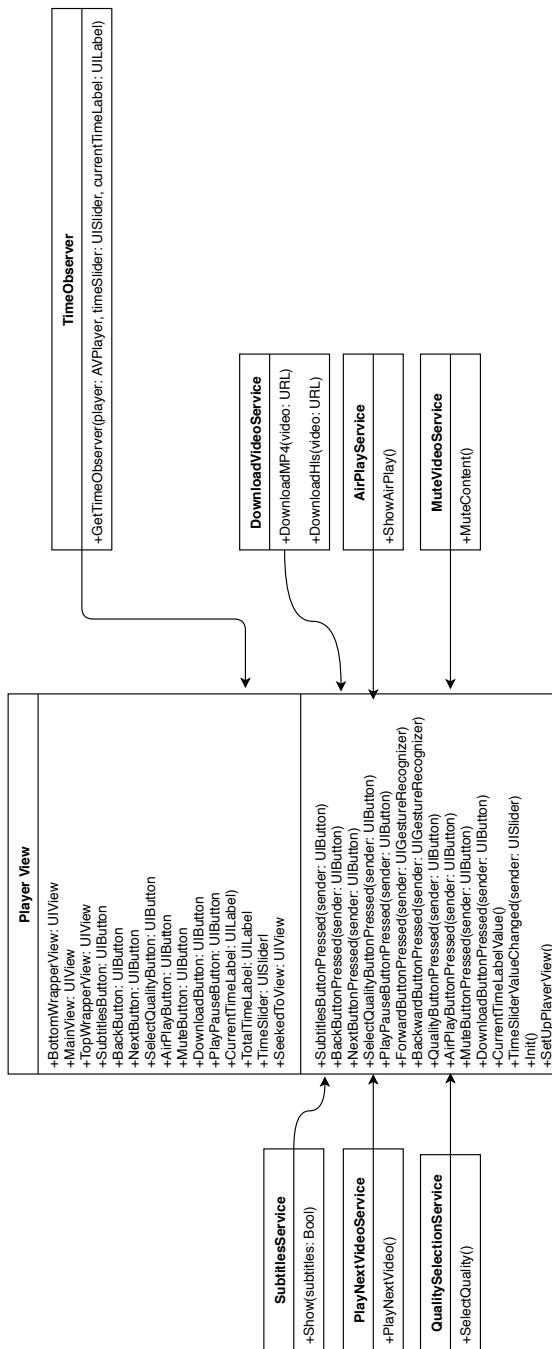 TimeObserver
+GetTimeObserver(player: AVPlayer, timeSlider: UISlider, currentTimeLabel: UILabel)
Player View
+BottomWrapperView: UIView
+MainView: UIView
+TopWrapperView: UIView
+SubtitlesButton: UIButton
+BackButton: UIButton
+NextButton: UIButton
+SelectQualityButton: UIButton
+AirPlayButton: UIButton
+MuteButton: UIButton
+DownloadButton: UIButton
+PlayPauseButton: UIButton
+CurrentTimeLabel: UILabel)
+TotalTimeLabel: UILabel
+TimeSlider: UISliderl
+SeekedToView: UIView
+SubtitlesButtonPressed(sender: UIButton)
+BackButtonPressed(sender: UIButton)
+NextButtonPressed(sender: UIButton)
+SelectQualityButtonPressed(sender: UIButton)
+PlayPauseButtonPressed(sender: UIButton)
+ForwardButtonPressed(sender: UIGestureRecognizer)
+BackwardButtonPressed(sender: UIGestureRecognizer)
+QualityButtonPressed((sender: UIButton)
+AirPlayButtonPressed(sender: UIButton)
+MuteButtonPressed(sender: UIButton)
+DownloadButtonPressed(sender: UIButton)
+CurrentTimeLabelValue()
+TimeSliderValueChanged(sender: UISlider)
+Init()
+SetUpPlayerView()
DownloadVideoService
+DownloadMP4(video: URL)
+DownloadHls(video: URL)
AirPlayService
+ShowAirPlay()
MuteVideoService
+MuteContent()
SubtitlesService
+Show(subtitles: Bool)
PlayNextVideoService
+PlayNextVideo()
QualitySelectionService
+SelectQuality()